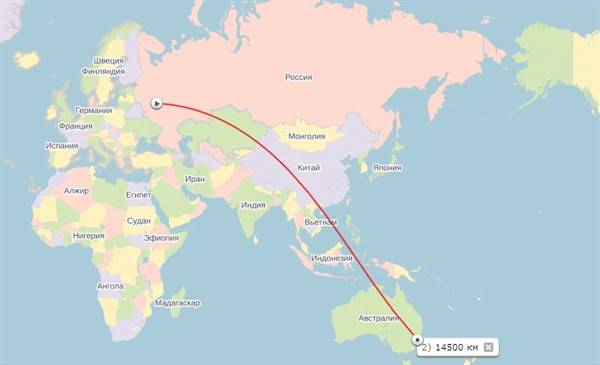 Швеция
Финляндия
Россия
Германия
Франция
Монголия
Испания
Китай
Япония
Иран
Алжир
Египет
Индия
Вьетнам
Судан
Нигерия
Эфиопия
Индонезия
Ангола
Мадагаскар
Австралия
2) 14500 км